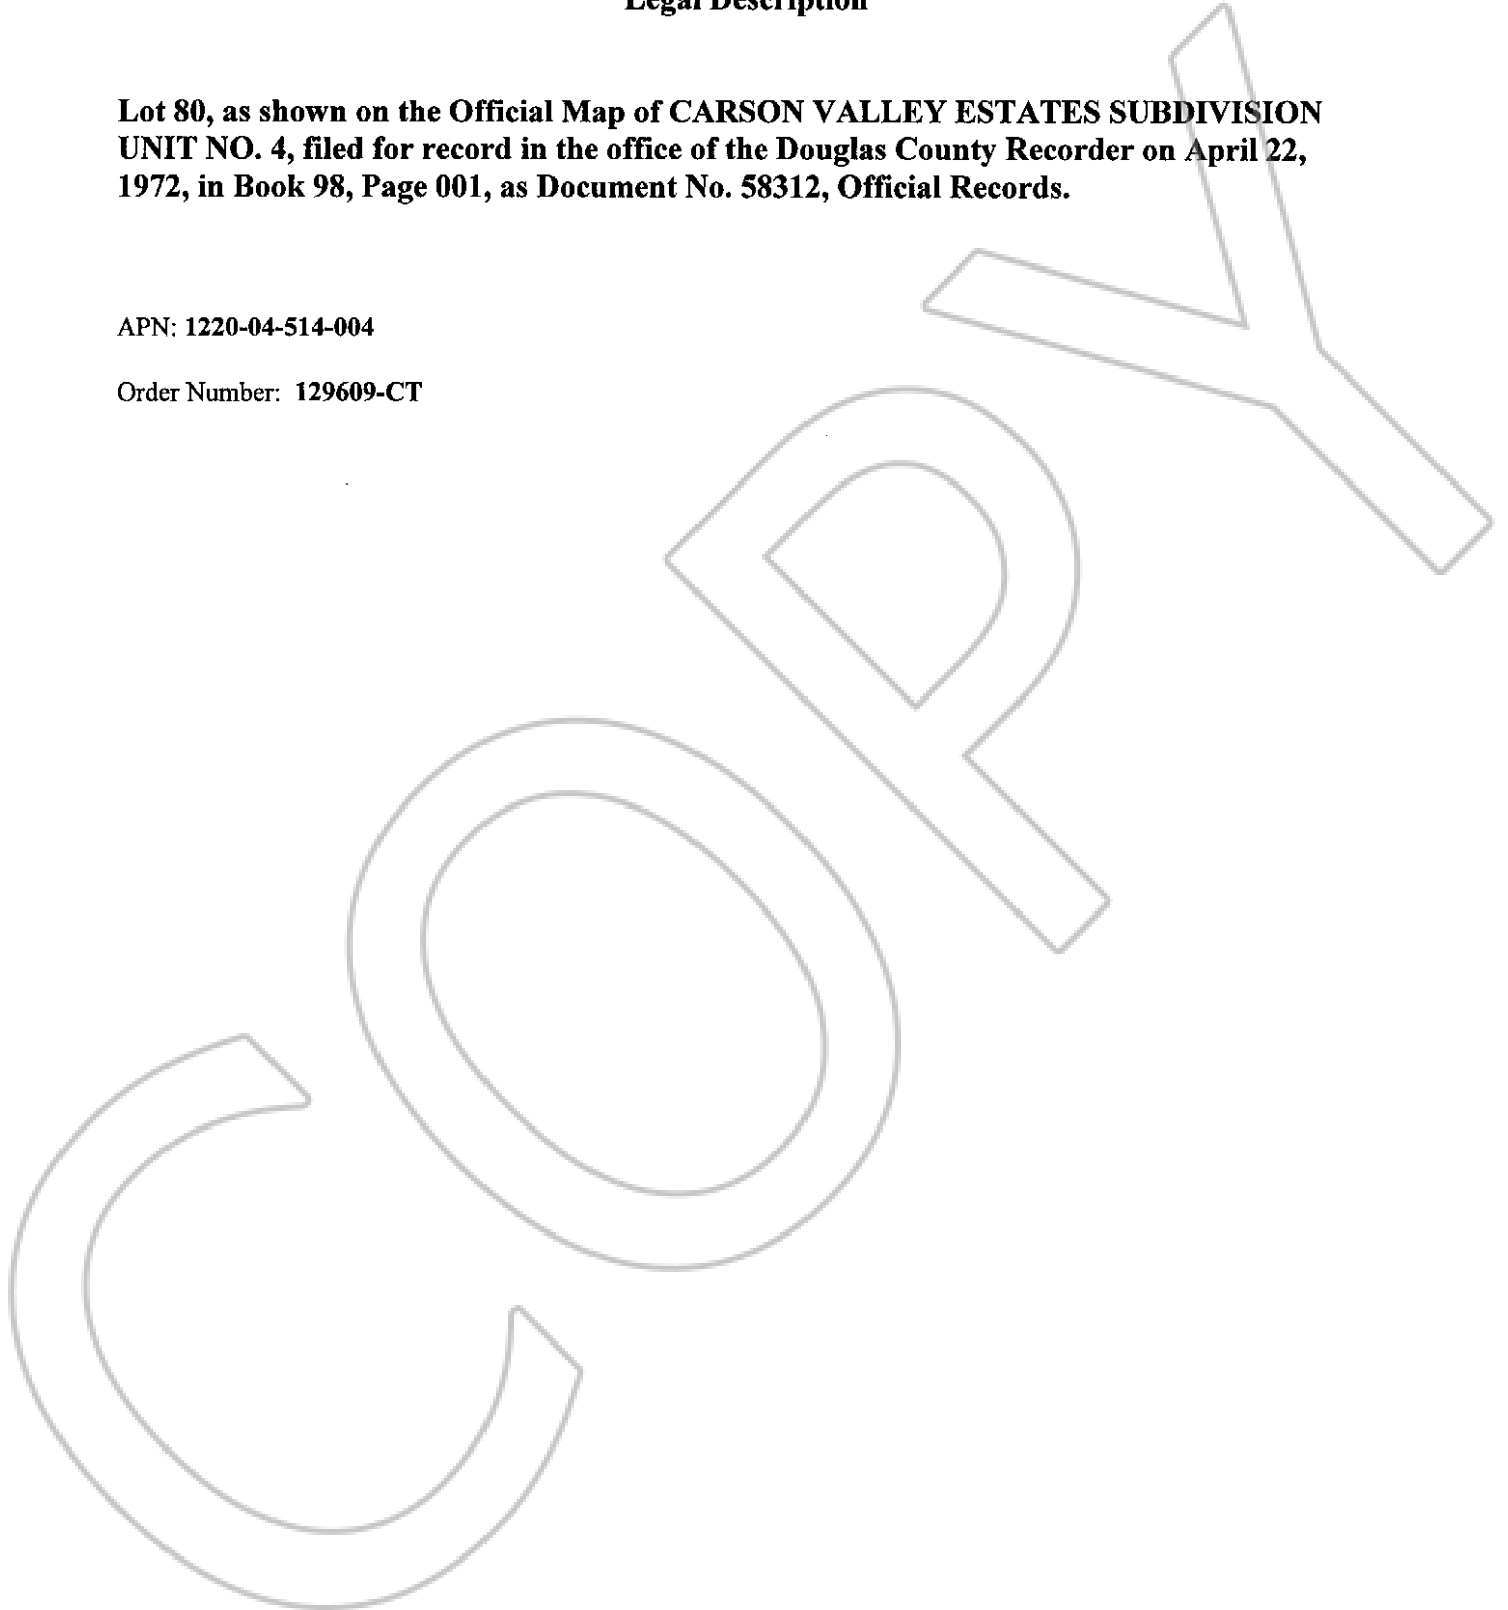 Legal Description
Lot 80, as shown on the Official Map of CARSON VALLEY ESTATES SUBDIVISION
UNIT NO. 4, filed for record in the office of the Douglas County Recorder on April 22,
1972, in Book 98, Page 001, as Document No. 58312, Official Records.
APN: 1220-04-514-004
Order Number: 129609-CT
COPY